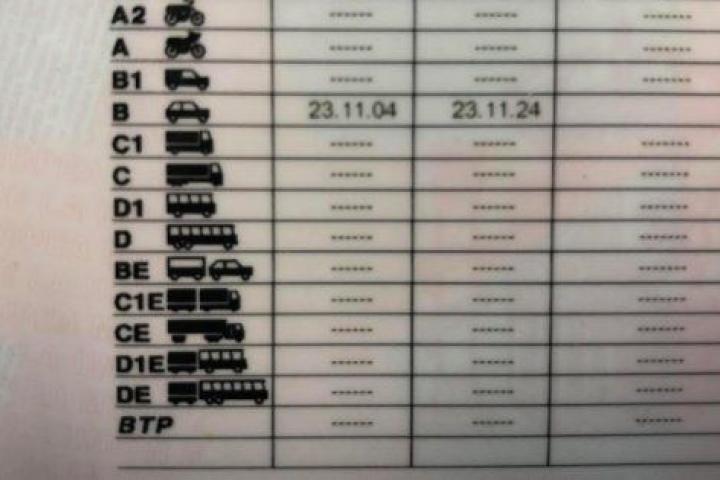 A2 ------ ------ -------
A ------ ------ -------
B1 ------ ------ -------
B 23.11.04 23.11.24
C1 ------ ------ -------
C ------ ------ -------
D1 ------ ------ -------
D ------ ------ -------
BE ------ ------ -------
C1E ------ ------ -------
CE ------ ------ -------
D1E ------ ------ -------
DE ------ ------ -------
BTP ------ ------ -------